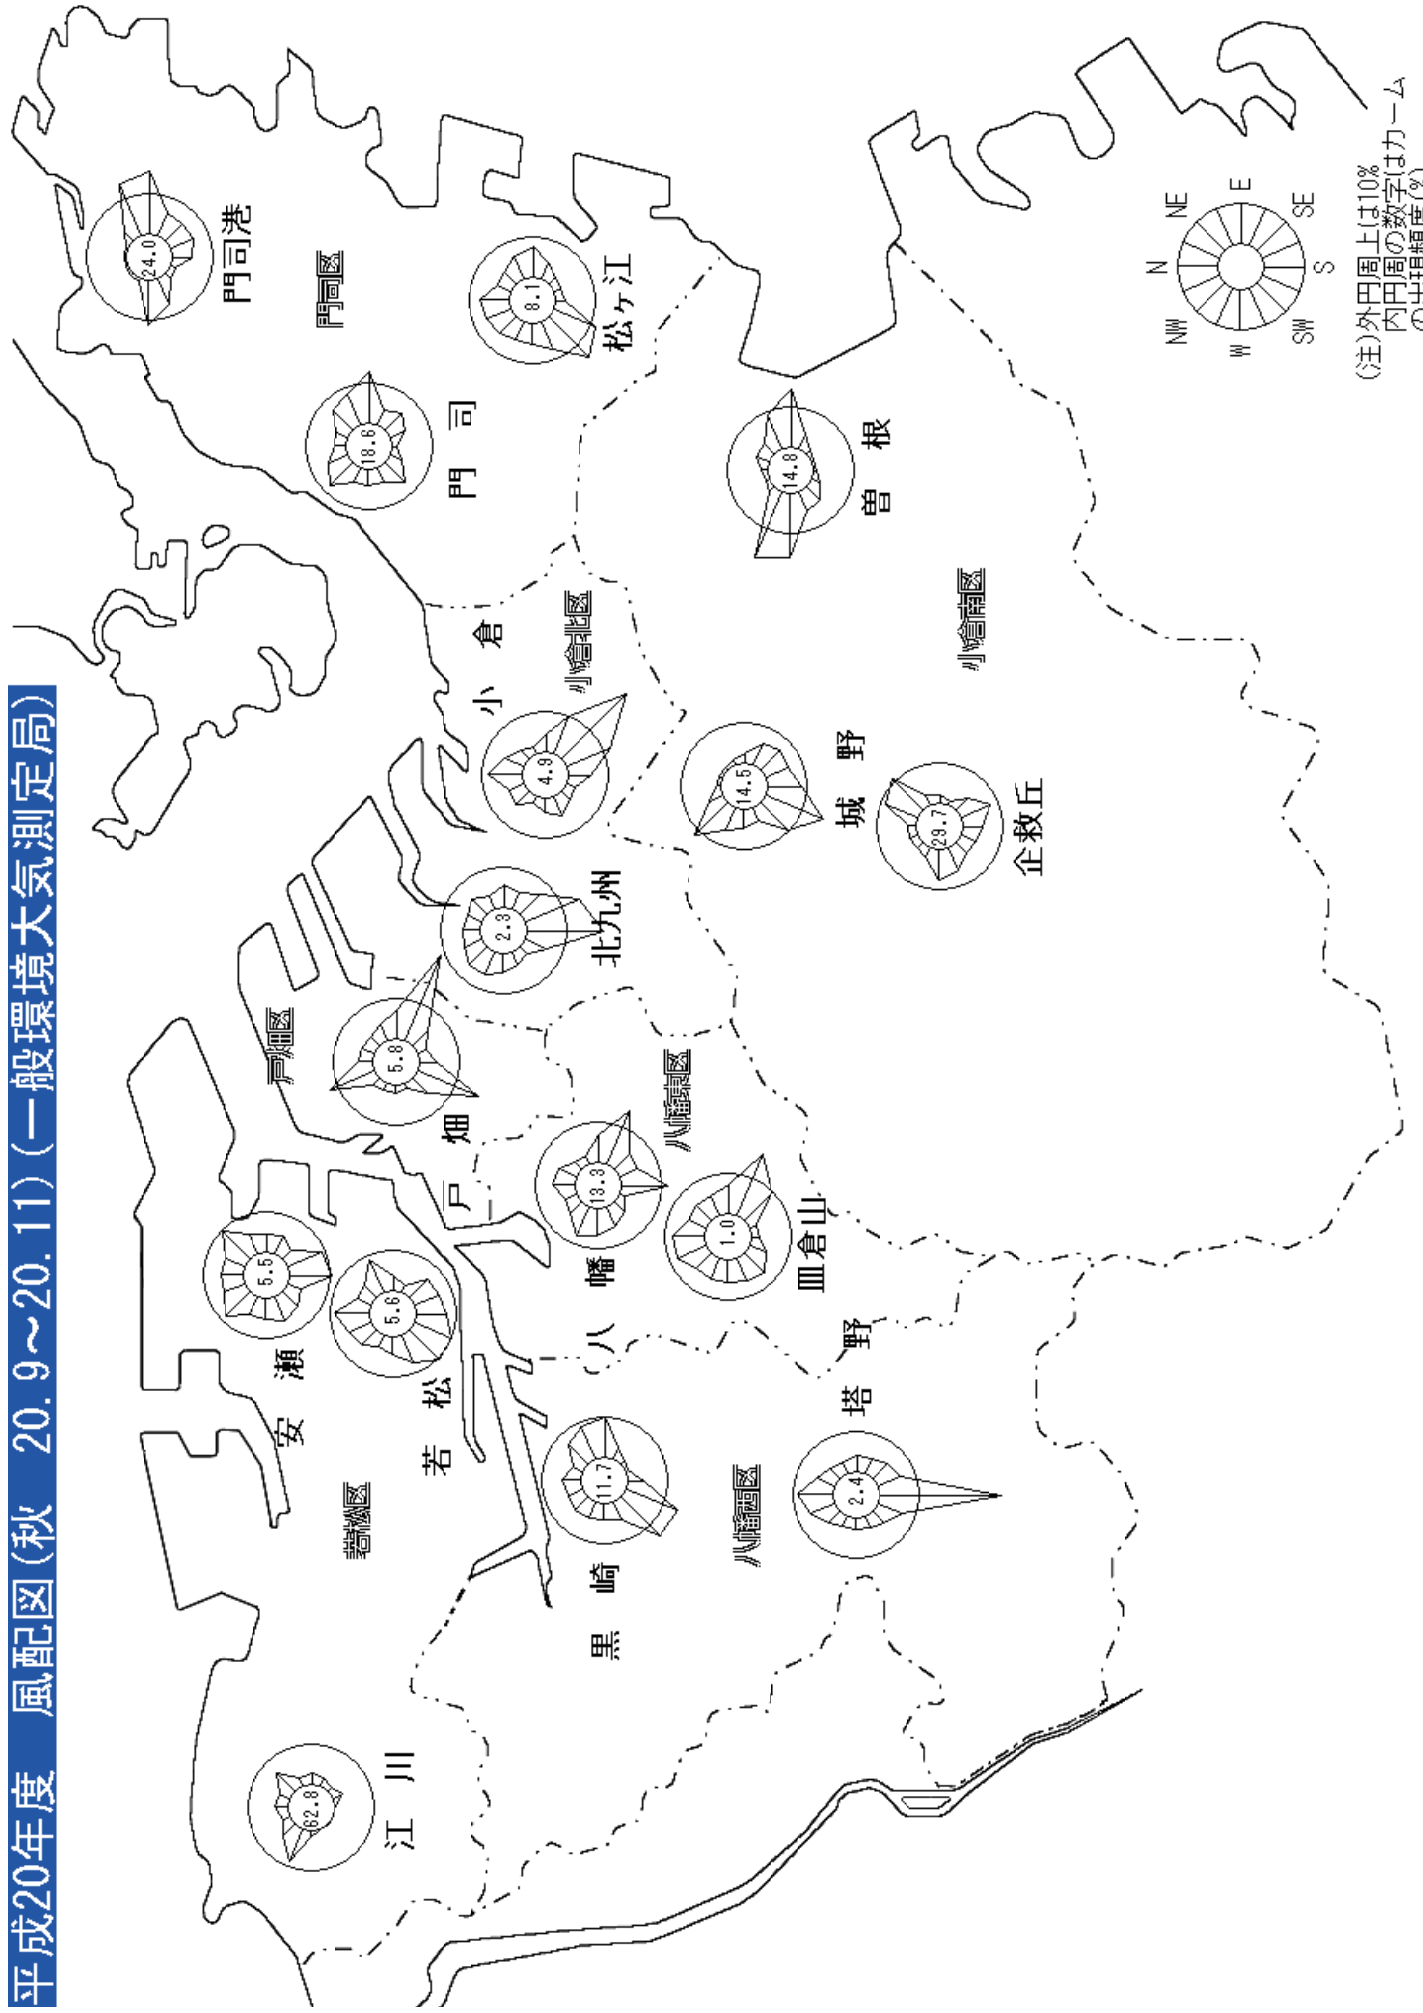 平成20年度　風配図(秋　20.9～20.11)(一般環境大気測定局)
門司港
24.0
門司区
門司
18.6
松ヶ江
8.1
小倉
4.9
小倉北区
曽根
14.8
小倉南区
城野
14.5
企救丘
29.7
北九州
2.3
戸畑区
戸畑
5.8
八幡東区
八幡
13.3
皿倉山
1.0
安瀬
5.5
若松
5.6
若松区
黒崎
11.7
八幡西区
塔野
2.4
江川
62.8
N
NE
E
SE
S
SW
W
NW
(注)外円周上は10%
内円周の数字はカーム
の出現頻度(%)